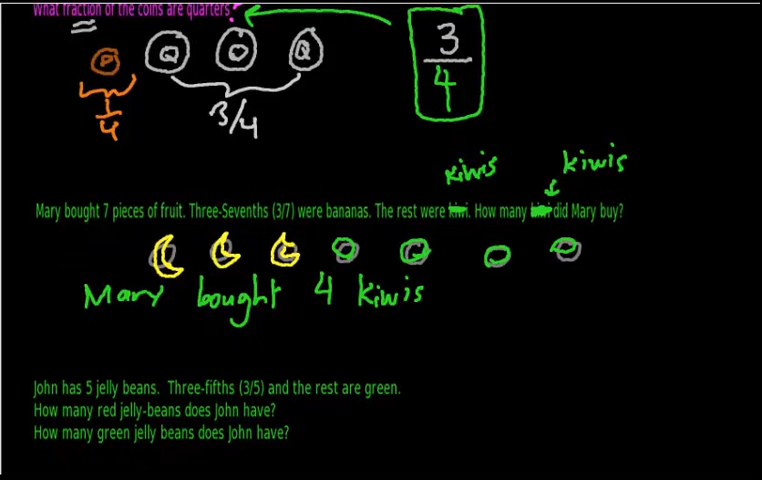 What fraction of the coins are quarters?
P Q Q Q
3/4
1/4
3/4
kiwis kiwis
Mary bought 7 pieces of fruit. Three-Sevenths (3/7) were bananas. The rest were kiwi. How many kiwi did Mary buy?
Mary bought 4 kiwis
John has 5 jelly beans. Three-fifths (3/5) and the rest are green.
How many red jelly-beans does John have?
How many green jelly beans does John have?